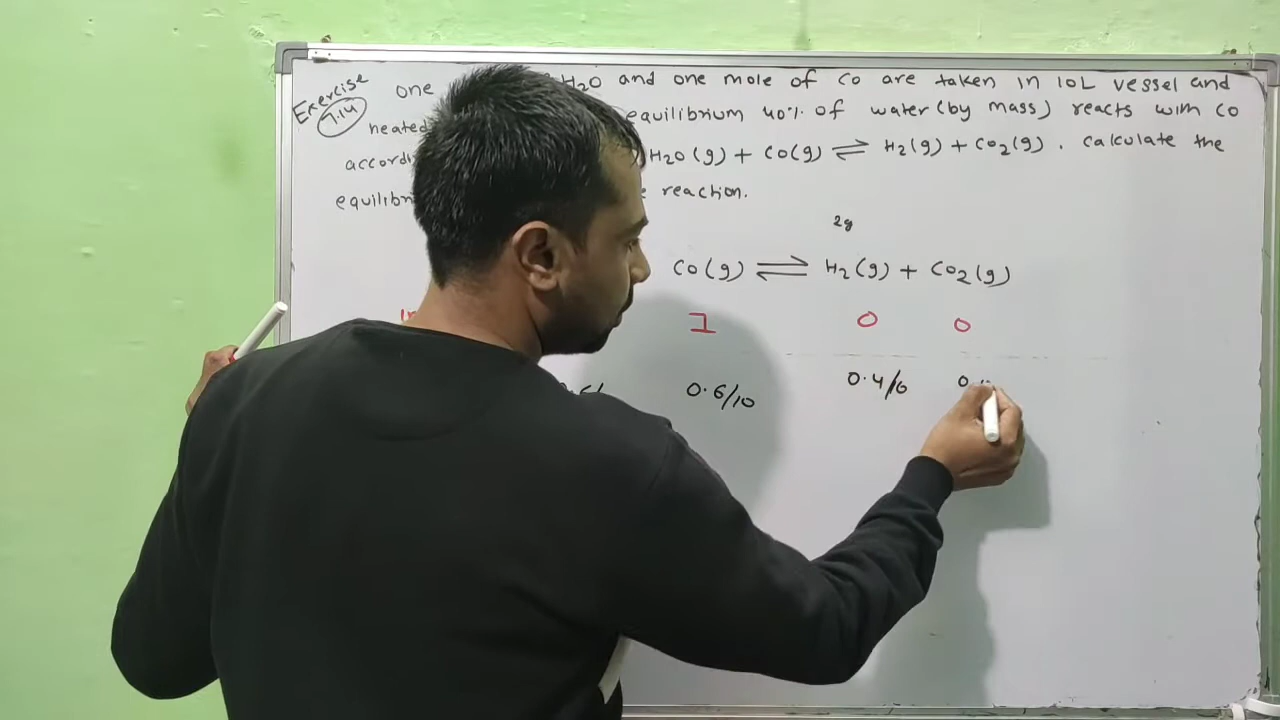 Exercise 7.14
one H2O and one mole of CO are taken in 10L vessel and
heated equilibrium 40% of water (by mass) reacts with CO
accordi H2O(g) + CO(g) ⇌ H2(g) + CO2(g) . calculate the
equilibri reaction.
2g
CO(g) ⇌ H2(g) + CO2(g)
1 0 0
0.6/10 0.4/10